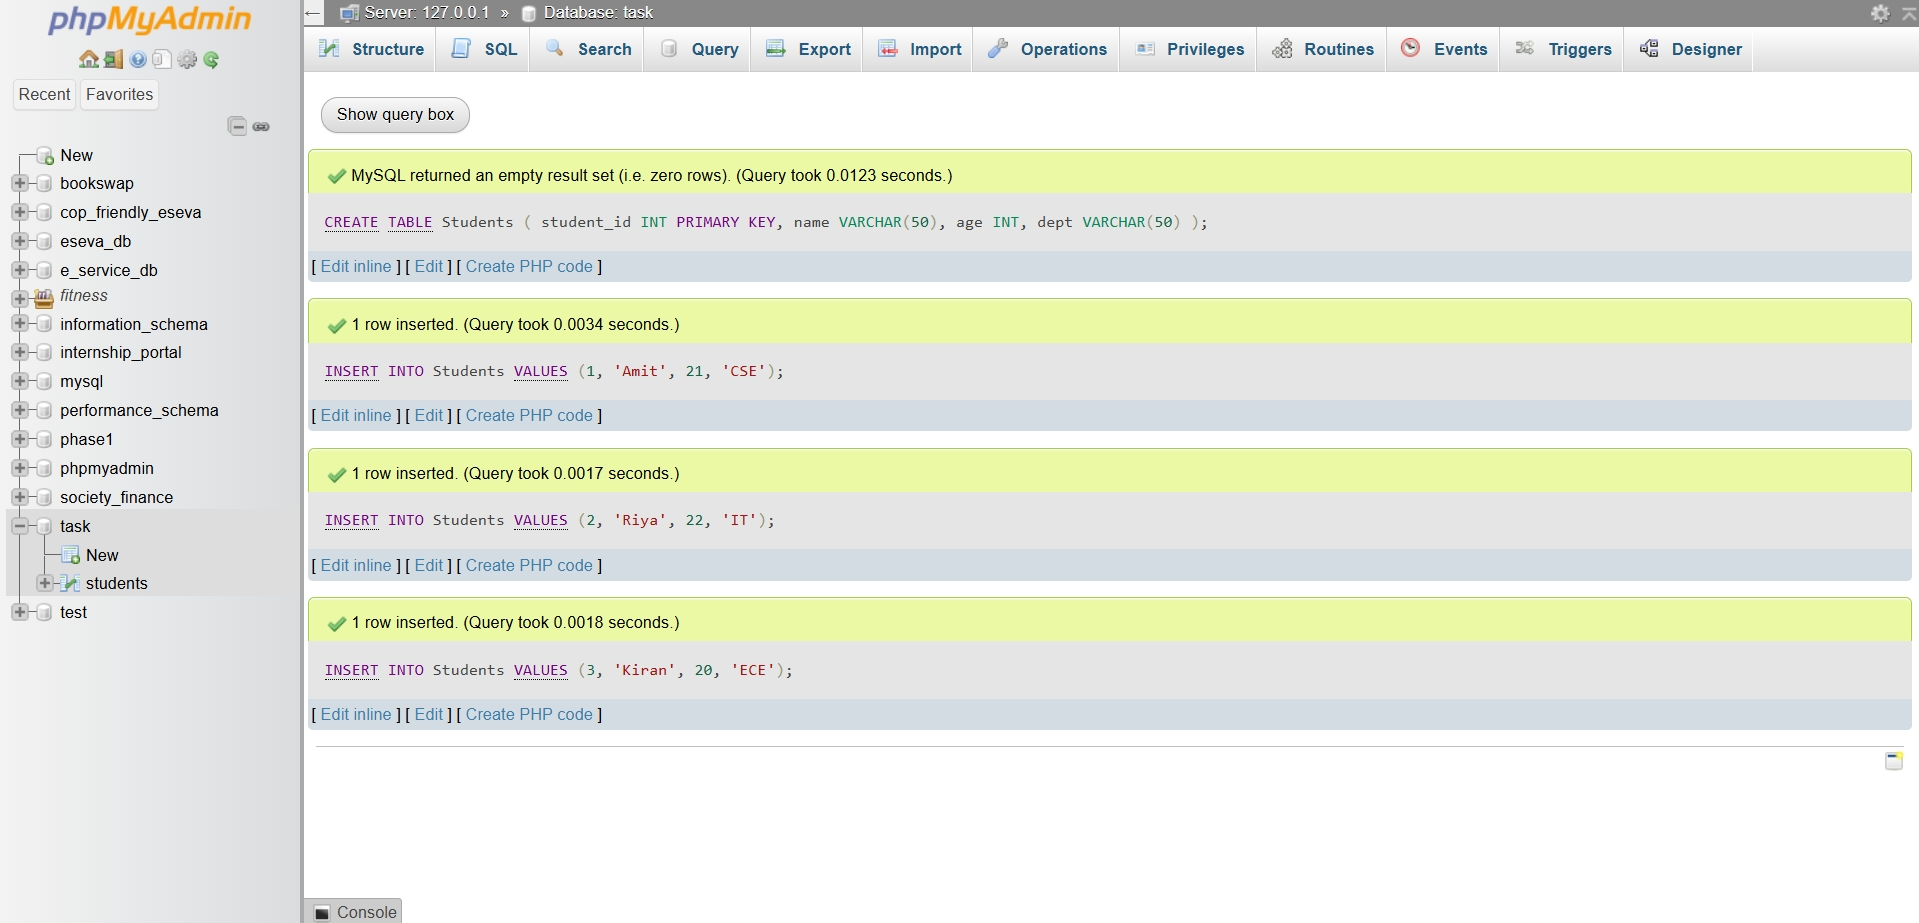 phpMyAdmin
Recent Favorites
New
bookswap
cop_friendly_eseva
eseva_db
e_service_db
fitness
information_schema
internship_portal
mysql
performance_schema
phase1
phpmyadmin
society_finance
task
New
students
test
Server: 127.0.0.1 » Database: task
Structure SQL Search Query Export Import Operations Privileges Routines Events Triggers Designer
Show query box
MySQL returned an empty result set (i.e. zero rows). (Query took 0.0123 seconds.)
CREATE TABLE Students ( student_id INT PRIMARY KEY, name VARCHAR(50), age INT, dept VARCHAR(50) );
[ Edit inline ] [ Edit ] [ Create PHP code ]
1 row inserted. (Query took 0.0034 seconds.)
INSERT INTO Students VALUES (1, 'Amit', 21, 'CSE');
[ Edit inline ] [ Edit ] [ Create PHP code ]
1 row inserted. (Query took 0.0017 seconds.)
INSERT INTO Students VALUES (2, 'Riya', 22, 'IT');
[ Edit inline ] [ Edit ] [ Create PHP code ]
1 row inserted. (Query took 0.0018 seconds.)
INSERT INTO Students VALUES (3, 'Kiran', 20, 'ECE');
[ Edit inline ] [ Edit ] [ Create PHP code ]
Console